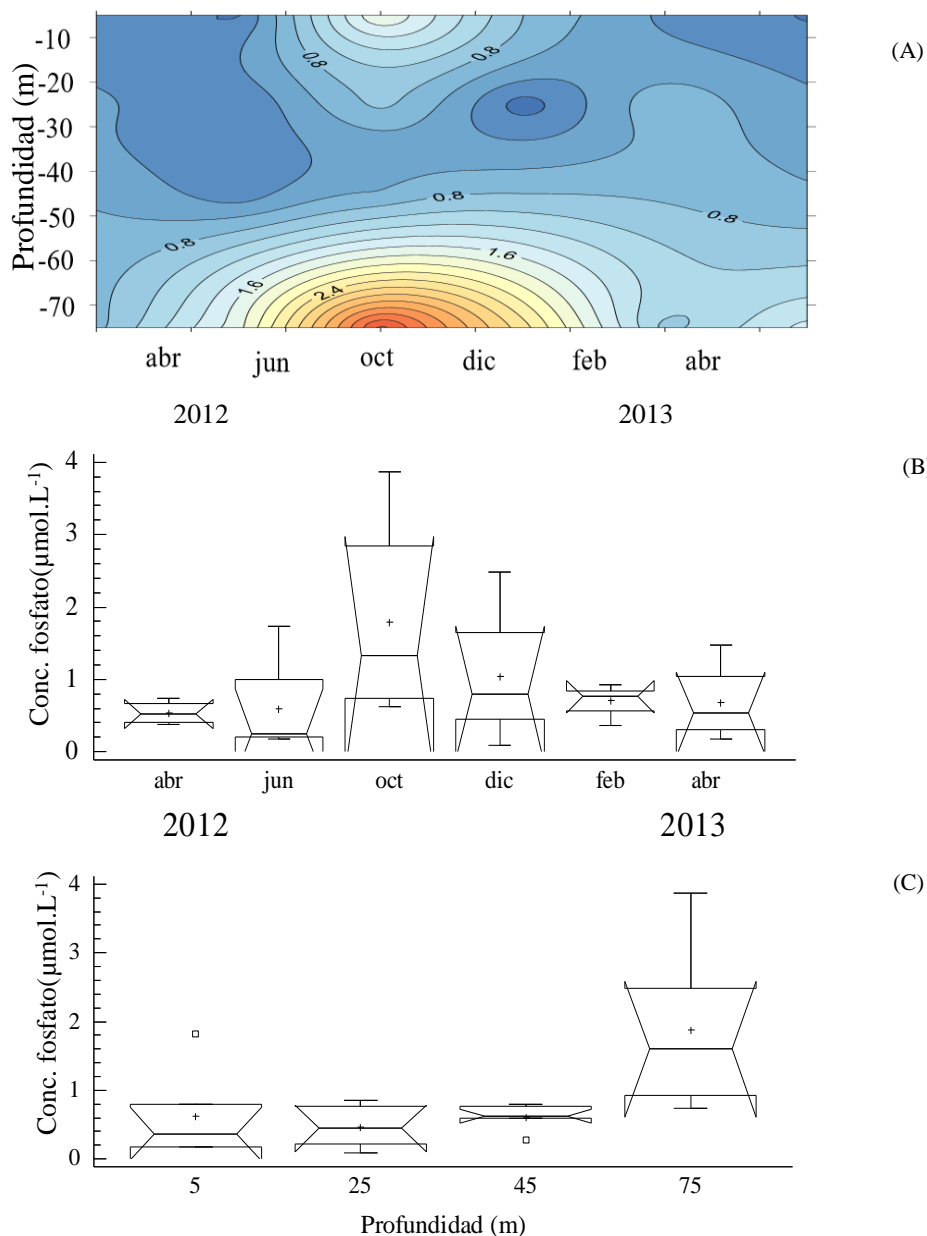 (A)
Profundidad (m)
-10
-20
-30
-40
-50
-60
-70
0.8
0.8
0.8
0.8
0.8
1.6
1.6
2.4
abr jun oct dic feb abr
2012 2013
(B)
Conc. fosfato(µmol.L-1)
4
3
2
1
0
abr jun oct dic feb abr
2012 2013
(C)
Conc. fosfato(µmol.L-1)
4
3
2
1
0
5 25 45 75
Profundidad (m)